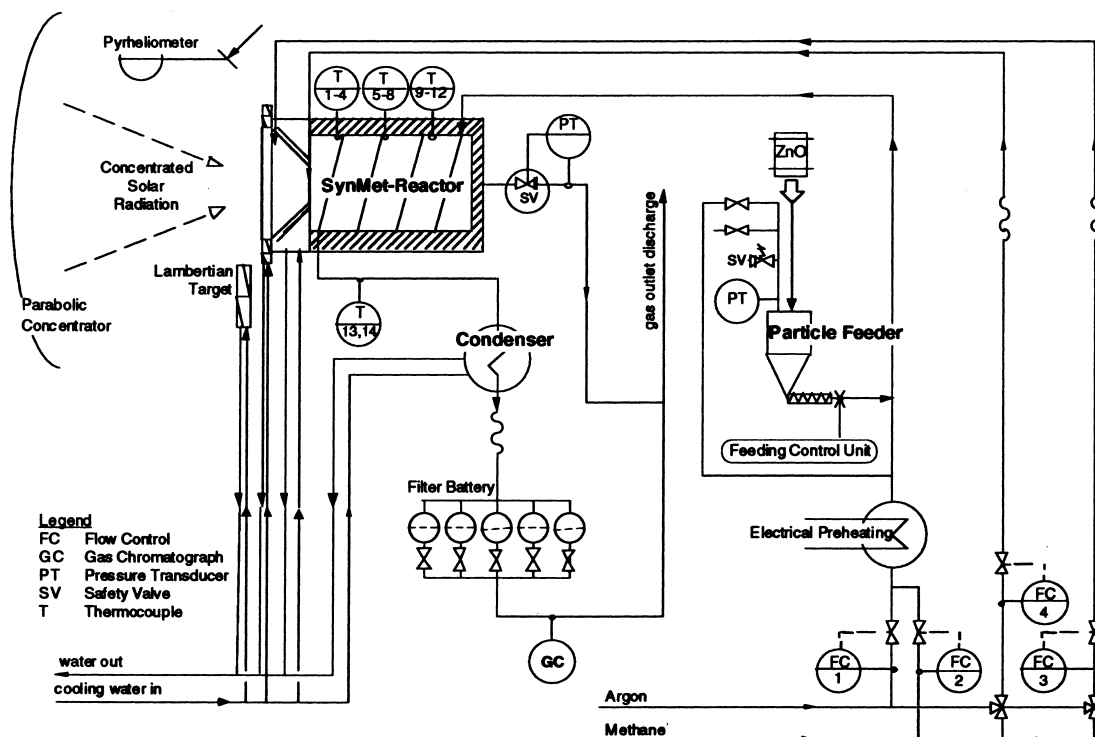 Pyrheliometer
T
1-4
T
5-8
T
9-12
PT
ZnO
Concentrated
Solar
Radiation
SynMet-Reactor
SV
SV
Lambertian
Target
PT
gas outlet discharge
Parabolic
Concentrator
T
13,14
Condenser
Particle Feeder
Feeding Control Unit
Filter Battery
Electrical Preheating
Legend
FC Flow Control
GC Gas Chromatograph
PT Pressure Transducer
SV Safety Valve
T Thermocouple
FC
4
water out
GC
FC
1
FC
2
FC
3
cooling water in
Argon
Methane